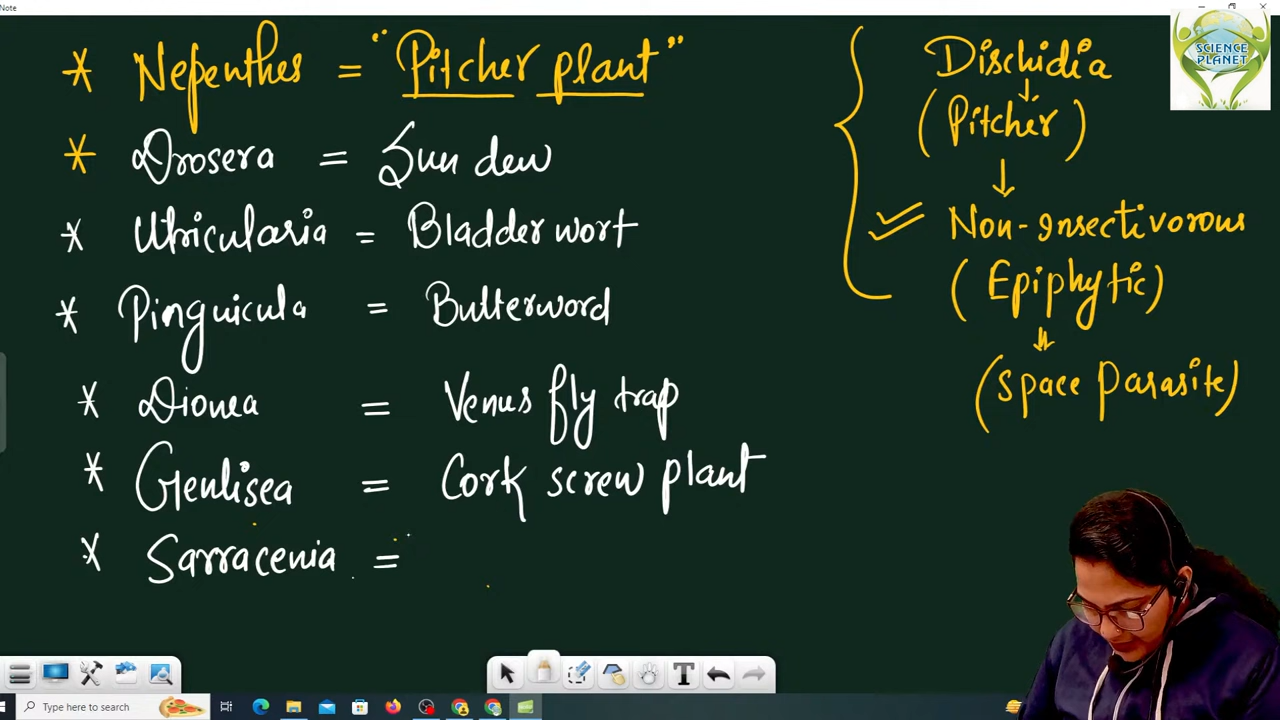 Note
* Nepenthes = "Pitcher plant"
* Drosera = Sun dew
* Utricularia = Bladder wort
* Pinguicula = Butterword
* Dionea = Venus fly trap
* Genlisea = Cork screw plant
* Sarracenia =
Dischidia
↓
(Pitcher)
↓
Non-insectivorous
(Epiphytic)
↓
(Space Parasite)
SCIENCE
PLANET
T
Type here to search